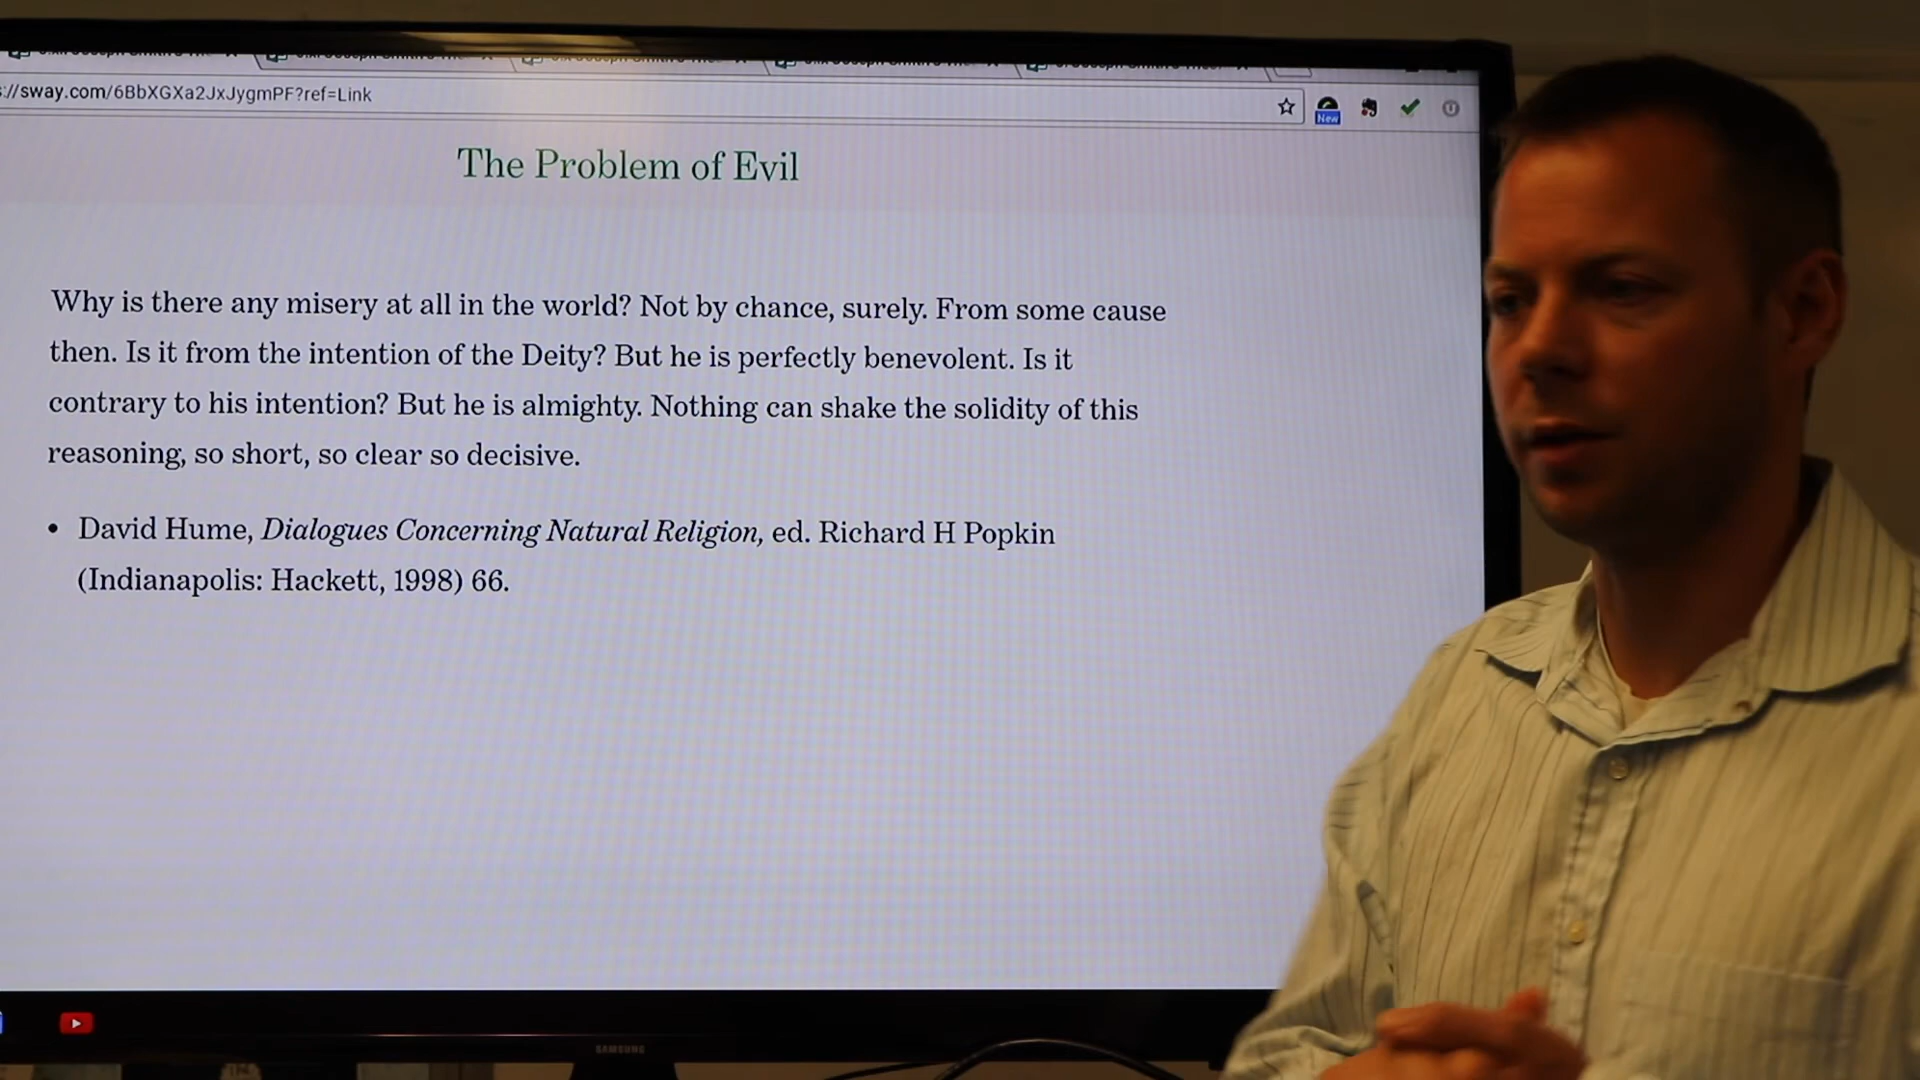 ://sway.com/6BbXGXa2JxJygmPF?ref=Link
New
The Problem of Evil
Why is there any misery at all in the world? Not by chance, surely. From some cause
then. Is it from the intention of the Deity? But he is perfectly benevolent. Is it
contrary to his intention? But he is almighty. Nothing can shake the solidity of this
reasoning, so short, so clear so decisive.
• David Hume, Dialogues Concerning Natural Religion, ed. Richard H Popkin
(Indianapolis: Hackett, 1998) 66.
SAMSUNG